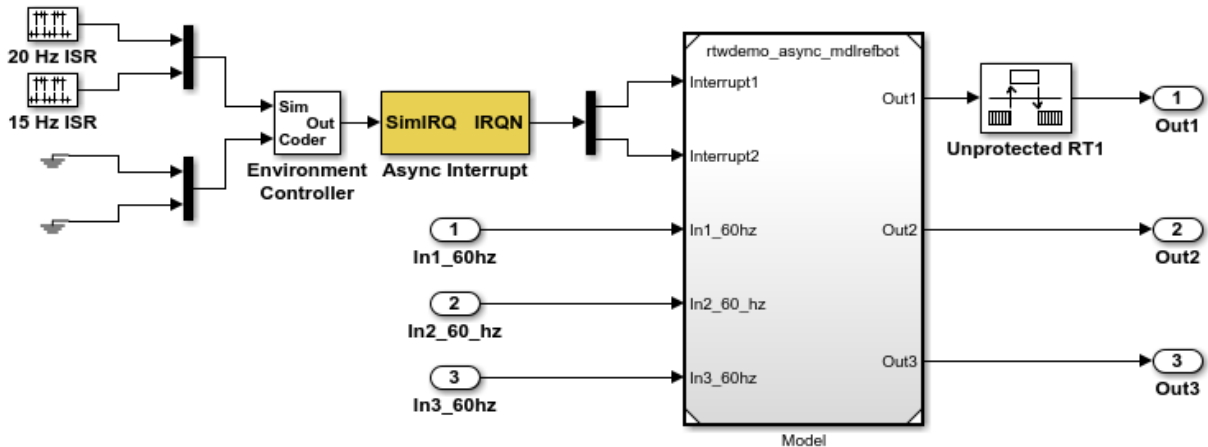 20 Hz ISR
15 Hz ISR
Sim
Out
Coder
Environment
Controller
SimIRQ IRQN
Async Interrupt
rtwdemo_async_mdlrefbot
Interrupt1
Interrupt2
In1_60hz
In2_60_hz
In3_60hz
Out1
Out2
Out3
Model
1
In1_60hz
2
In2_60_hz
3
In3_60hz
Unprotected RT1
1
Out1
2
Out2
3
Out3